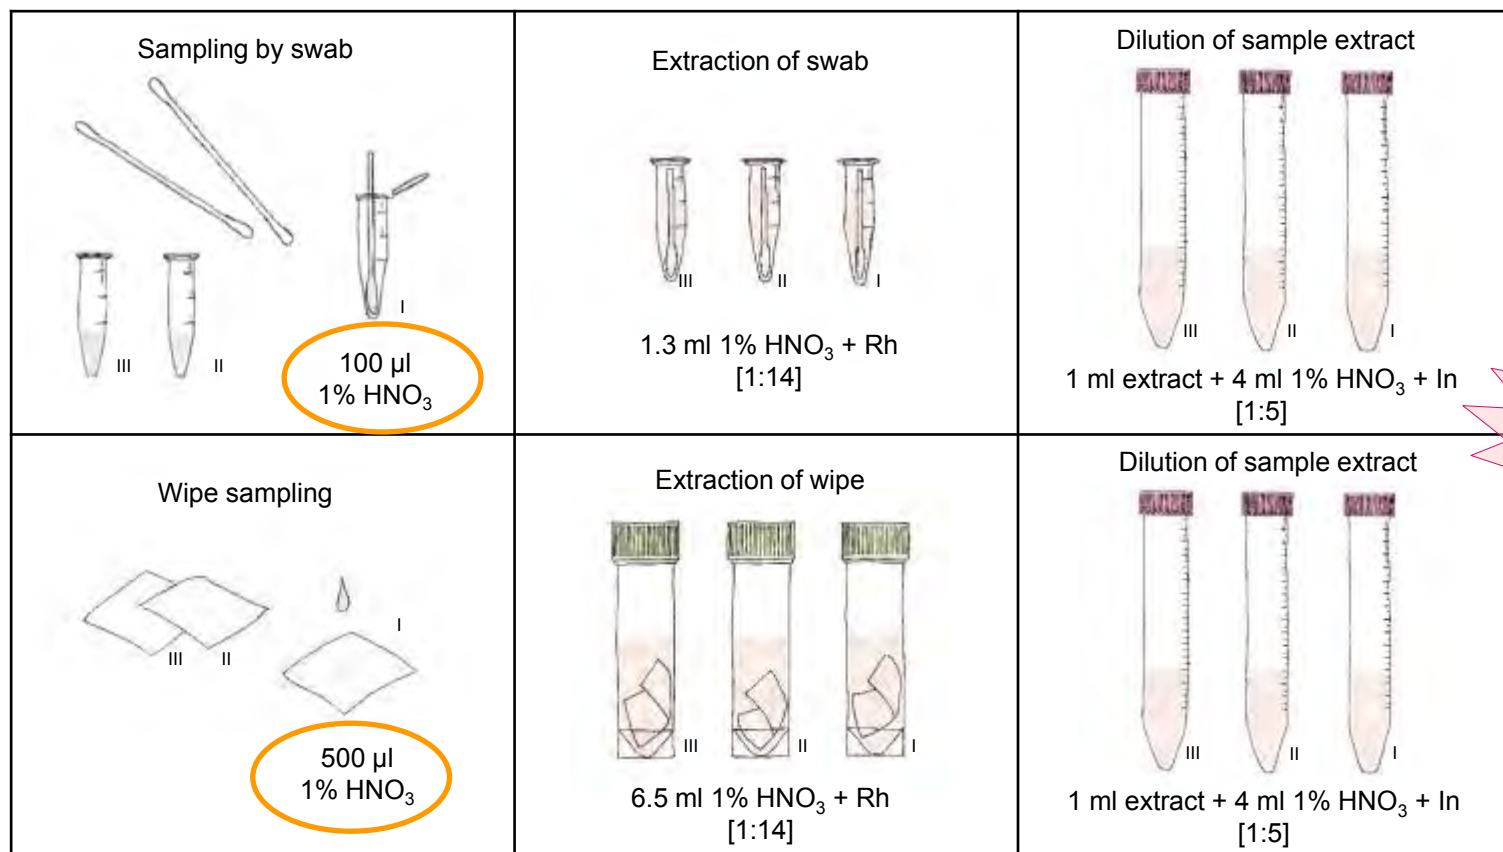 Sampling by swab
III
II
I
100 µl
1% HNO₃
Extraction of swab
III
II
I
1.3 ml 1% HNO₃ + Rh
[1:14]
Dilution of sample extract
III
II
I
1 ml extract + 4 ml 1% HNO₃ + In
[1:5]
Wipe sampling
I
III
II
500 µl
1% HNO₃
Extraction of wipe
III
II
I
6.5 ml 1% HNO₃ + Rh
[1:14]
Dilution of sample extract
III
II
I
1 ml extract + 4 ml 1% HNO₃ + In
[1:5]